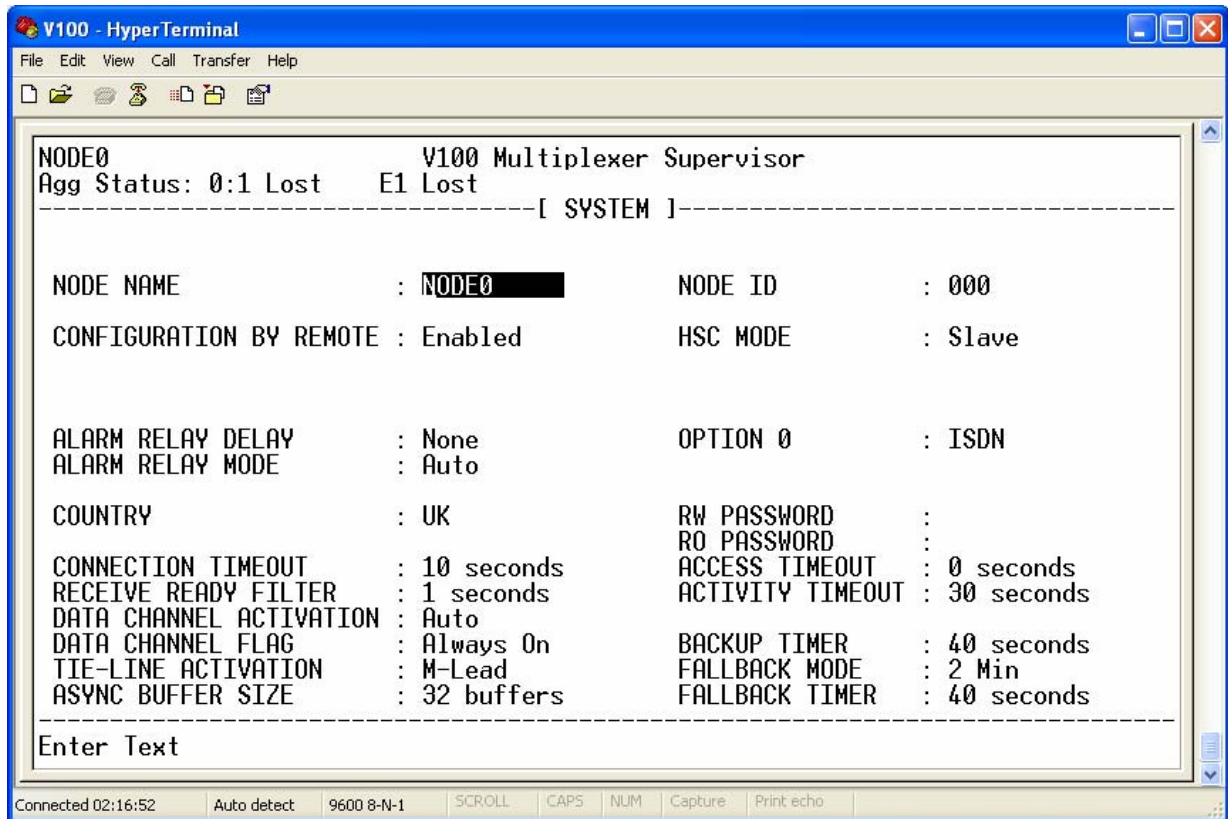 V100 - HyperTerminal
File Edit View Call Transfer Help
NODE0 V100 Multiplexer Supervisor
Agg Status: 0:1 Lost E1 Lost
-----------------------------------[ SYSTEM ]-----------------------------------
NODE NAME : NODE0 NODE ID : 000
CONFIGURATION BY REMOTE : Enabled HSC MODE : Slave
ALARM RELAY DELAY : None OPTION 0 : ISDN
ALARM RELAY MODE : Auto
COUNTRY : UK RW PASSWORD :
RO PASSWORD :
CONNECTION TIMEOUT : 10 seconds ACCESS TIMEOUT : 0 seconds
RECEIVE READY FILTER : 1 seconds ACTIVITY TIMEOUT : 30 seconds
DATA CHANNEL ACTIVATION : Auto
DATA CHANNEL FLAG : Always On BACKUP TIMER : 40 seconds
TIE-LINE ACTIVATION : M-Lead FALLBACK MODE : 2 Min
ASYNC BUFFER SIZE : 32 buffers FALLBACK TIMER : 40 seconds
--------------------------------------------------------------------------------
Enter Text
Connected 02:16:52 Auto detect 9600 8-N-1 SCROLL CAPS NUM Capture Print echo